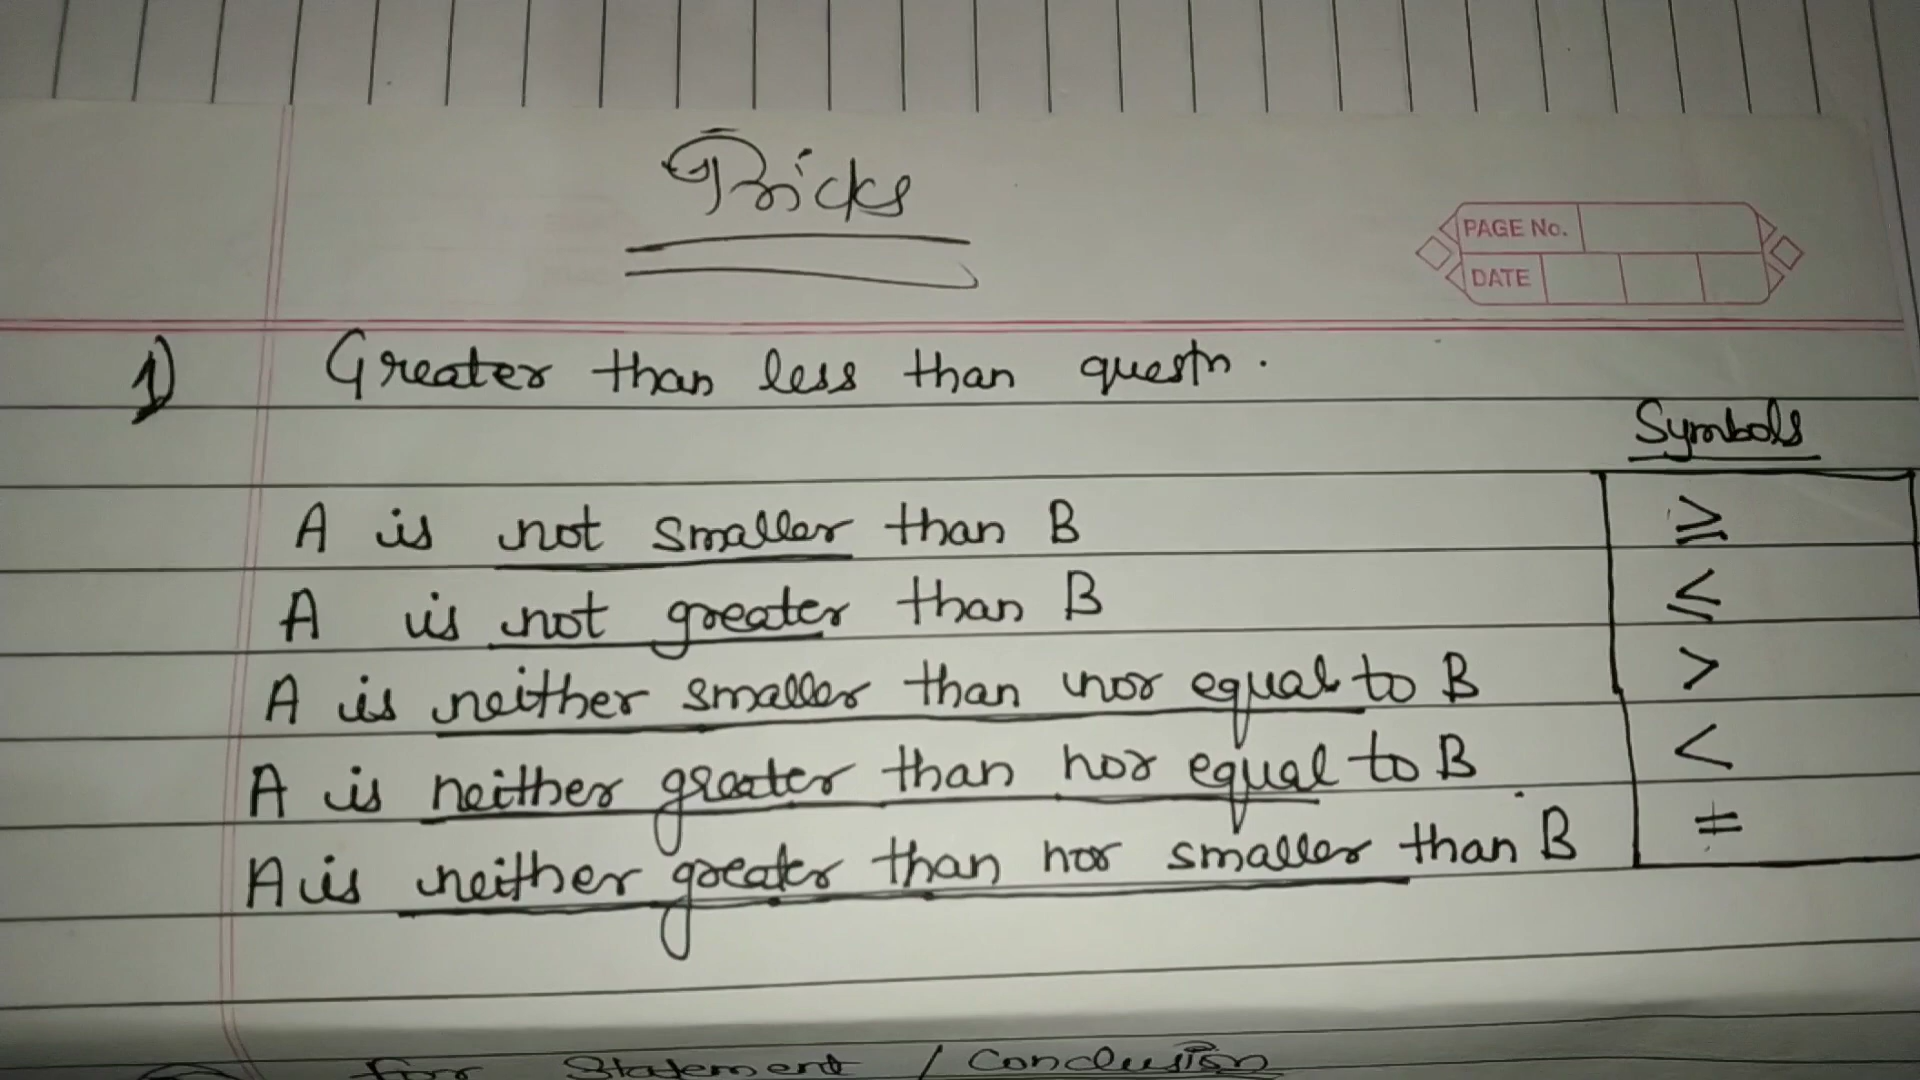 Tricks
PAGE No.
DATE
1) Greater than less than questn.
Symbols
A is not smaller than B ≥
A is not greater than B ≤
A is neither smaller than nor equal to B >
A is neither greater than nor equal to B <
A is neither greater than nor smaller than B ≠
for Statement / Conclusion